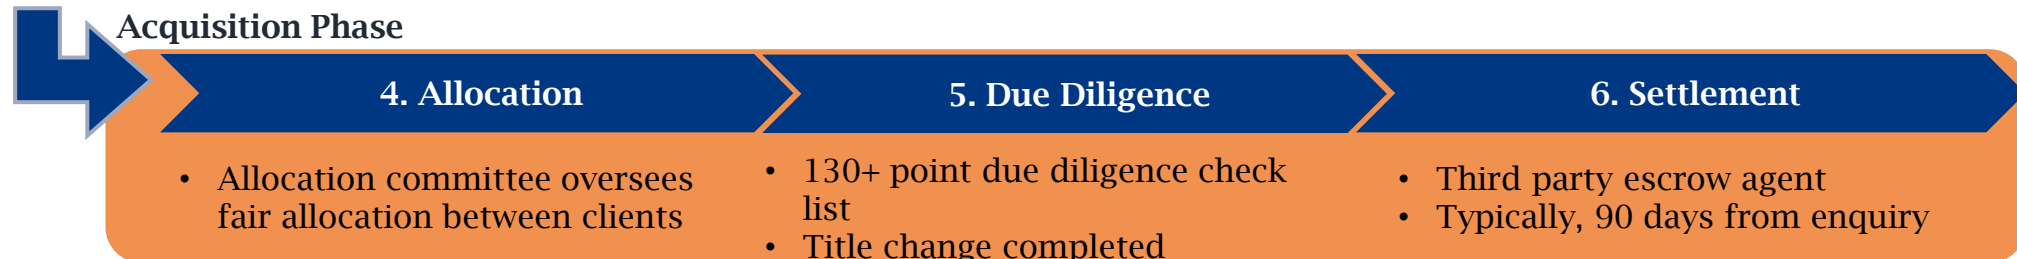 Acquisition Phase
4. Allocation
5. Due Diligence
6. Settlement
• Allocation committee oversees
fair allocation between clients
• 130+ point due diligence check
list
• Title change completed
• Third party escrow agent
• Typically, 90 days from enquiry